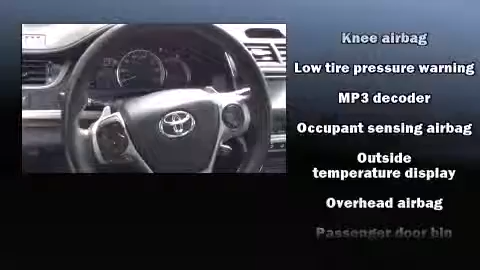 Knee airbag
Low tire pressure warning
MP3 decoder
Occupant sensing airbag
Outside
temperature display
Overhead airbag
Passenger door bin